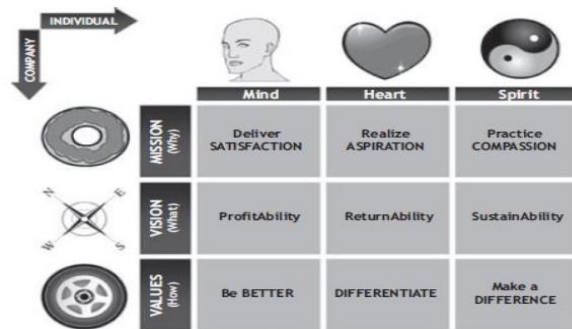 INDIVIDUAL
COMPANY
Mind
Heart
Spirit
MISSION
(Why)
Deliver
SATISFACTION
Realize
ASPIRATION
Practice
COMPASSION
N
E
W
S
VISION
(What)
ProfitAbility
ReturnAbility
SustainAbility
VALUES
(How)
Be BETTER
DIFFERENTIATE
Make a
DIFFERENCE